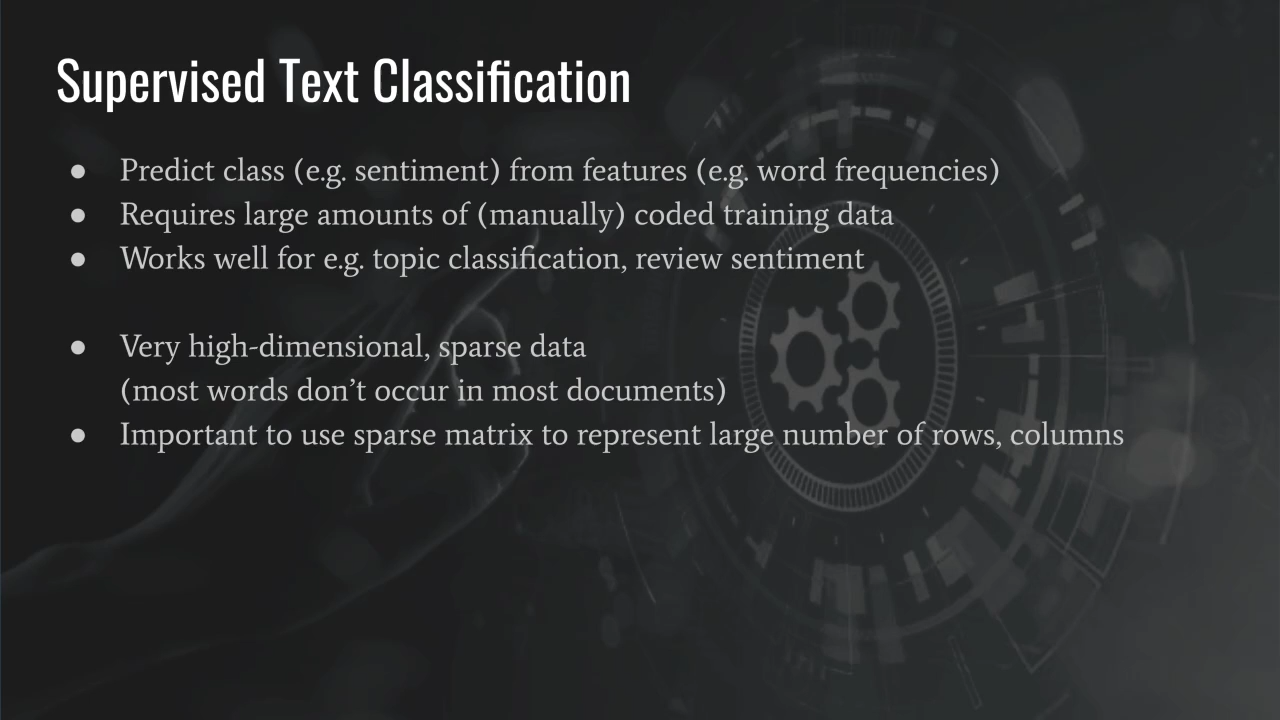 Supervised Text Classification
● Predict class (e.g. sentiment) from features (e.g. word frequencies)
● Requires large amounts of (manually) coded training data
● Works well for e.g. topic classification, review sentiment
● Very high-dimensional, sparse data
(most words don’t occur in most documents)
● Important to use sparse matrix to represent large number of rows, columns